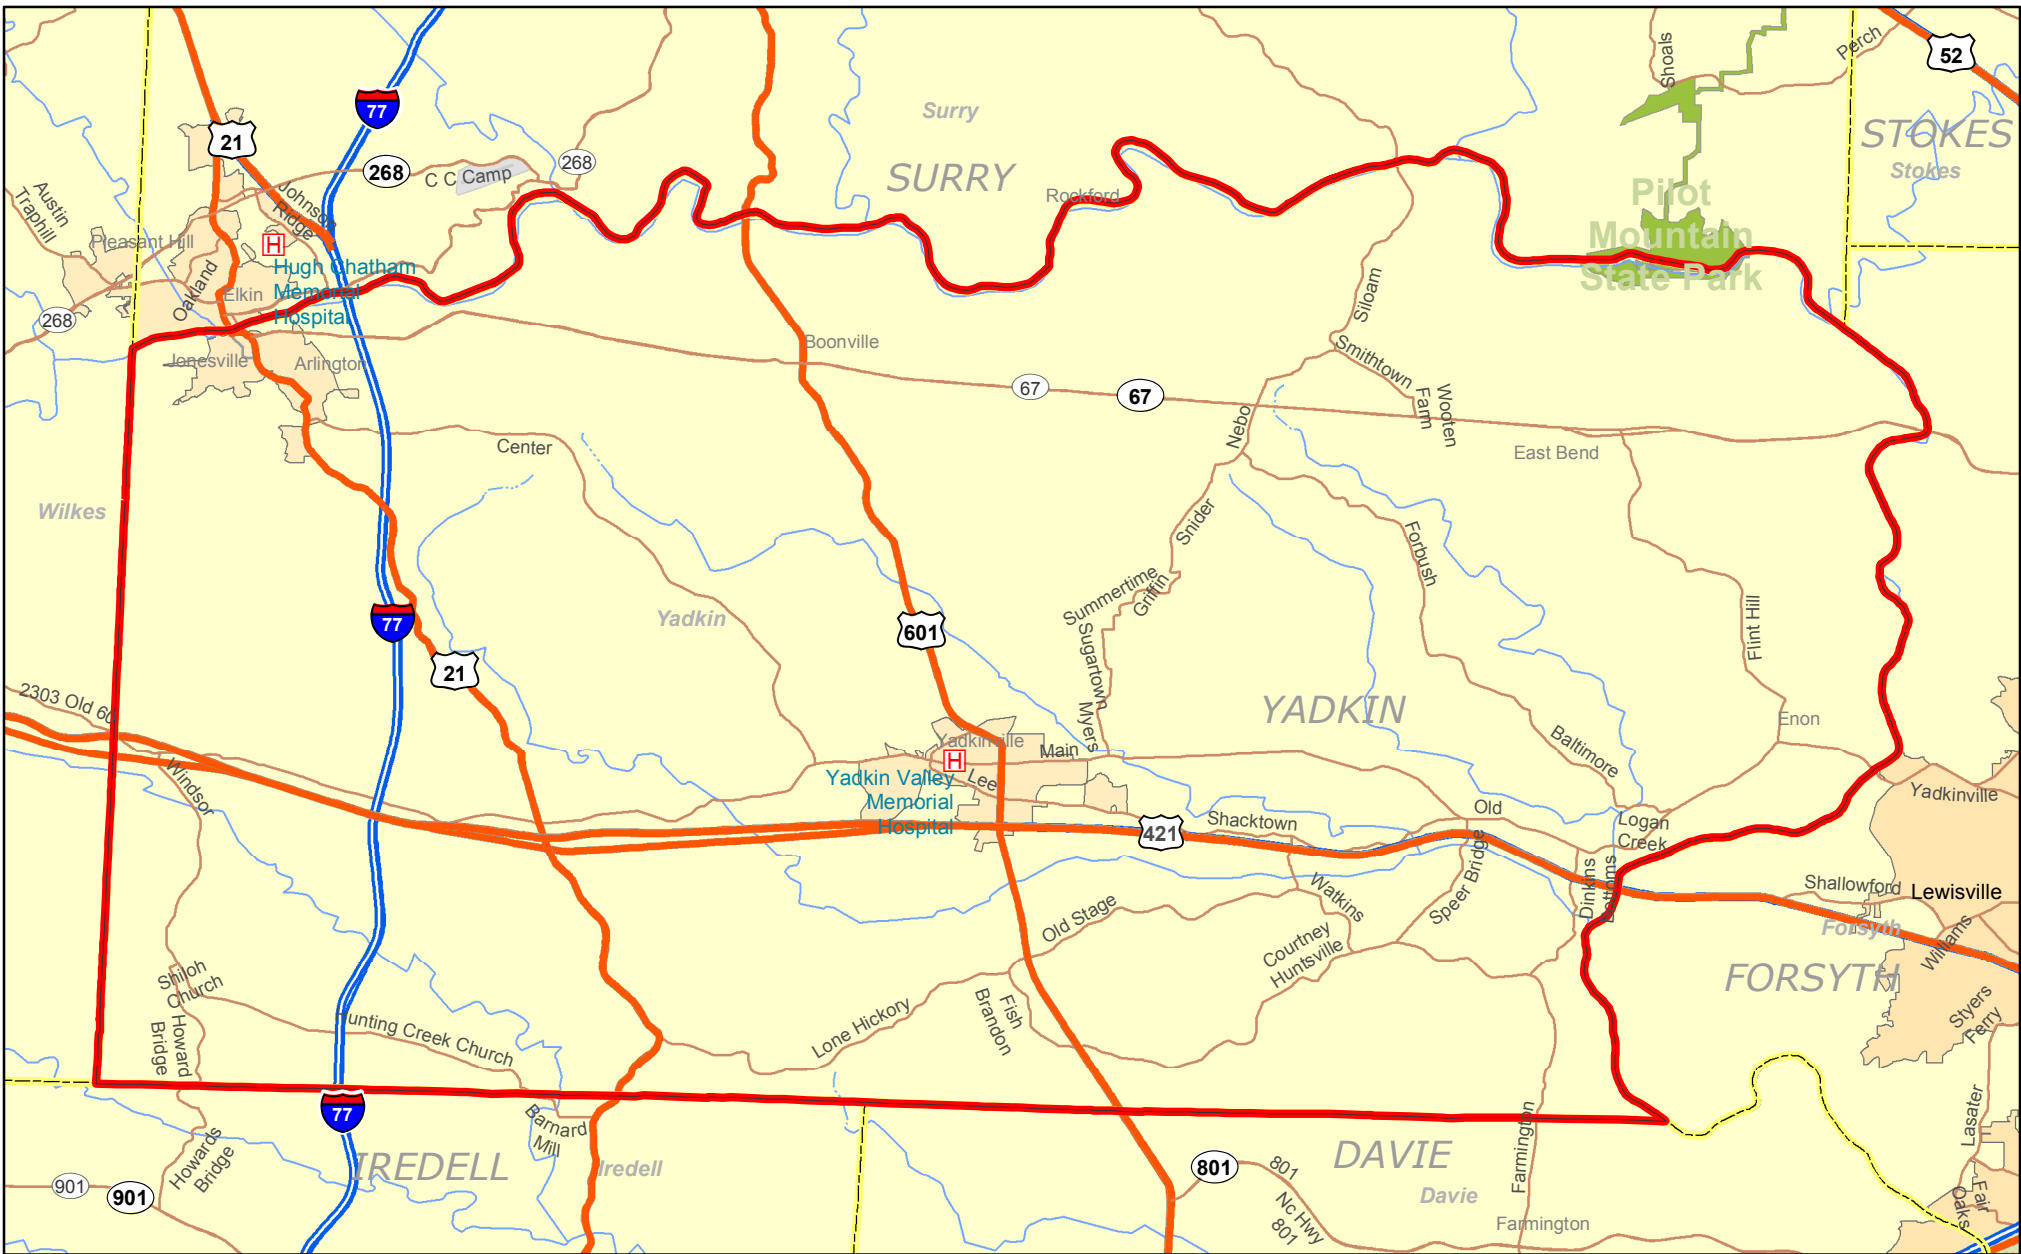 52
Shoals
Perch
77
Surry
21
STOKES
Stokes
268
C C Camp
268
SURRY
Rockford
Austin
Traphill
Johnson
Ridge
Pilot
Mountain
State Park
Pleasant Hill
H
Hugh Chatham
Memorial
Hospital
Oakland
Elkin
268
Siloam
Jonesville
Arlington
Boonville
Smithtown
67
67
Wooten
Farm
Nebo
Center
East Bend
Wilkes
Snider
Forbush
Summertime
Griffin
77
Yadkin
601
Sugartown
Flint Hill
21
2303 Old 60
YADKIN
Myers
Enon
Yadkinville
H
Main
Baltimore
Lee
Yadkin Valley
Memorial
Hospital
Windsor
Yadkinville
Old
Shacktown
Logan
Creek
421
Speer Bridge
Dinkins
Bottoms
Watkins
Shallowford
Lewisville
Old Stage
Forsyth
Williams
Courtney
Huntsville
FORSYTH
Shiloh
Church
Styers
Ferry
Howard
Bridge
Hunting Creek Church
Lone Hickory
Fish
Brandon
77
Barnard
Mill
Lasater
Farmington
Howards
Bridge
IREDELL
Iredell
DAVIE
Davie
801
801
Nc Hwy
801
901
901
Farmington
Fair
Oaks